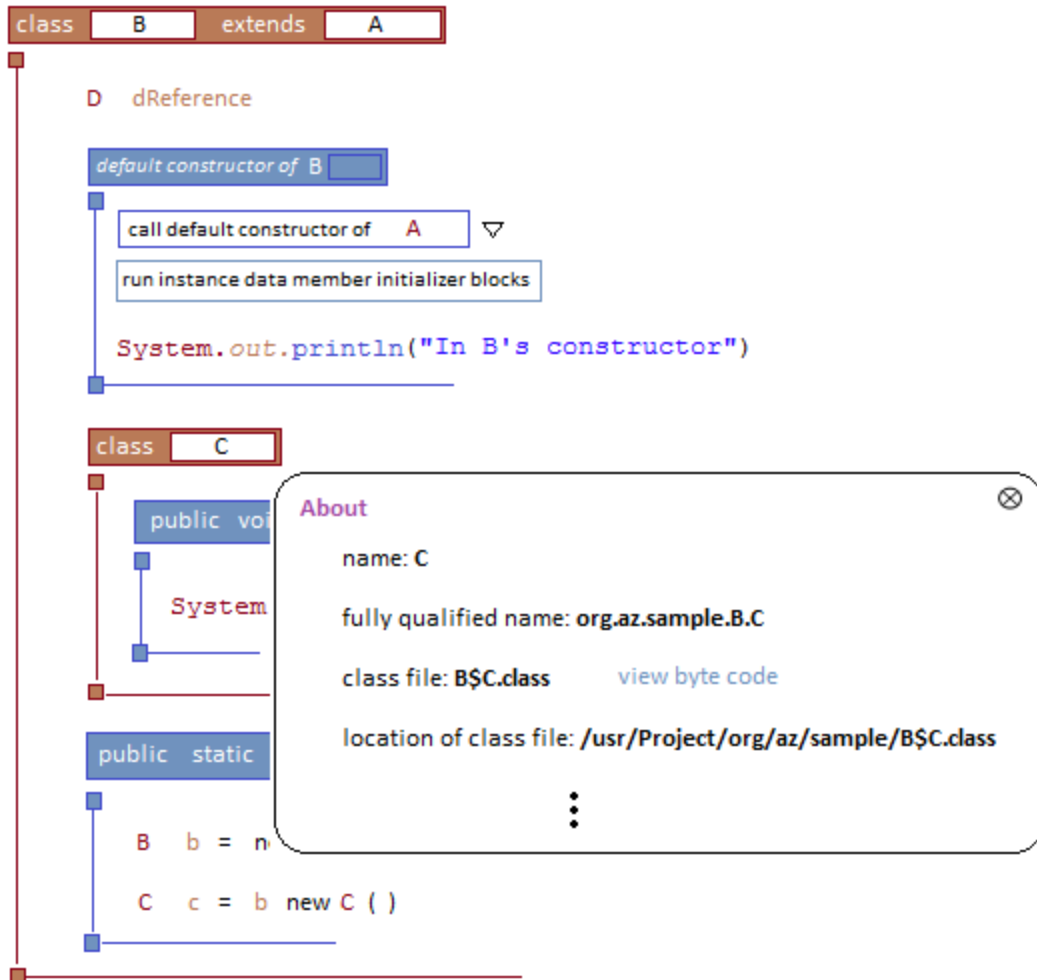 class B extends A
D dReference
default constructor of B
call default constructor of A
run instance data member initializer blocks
System.out.println("In B's constructor")
class C
public
About
name: C
System
fully qualified name: org.az.sample.B.C
class file: B$C.class view byte code
location of class file: /usr/Project/org/az/sample/B$C.class
public static
B b =
C c = b new C ( )